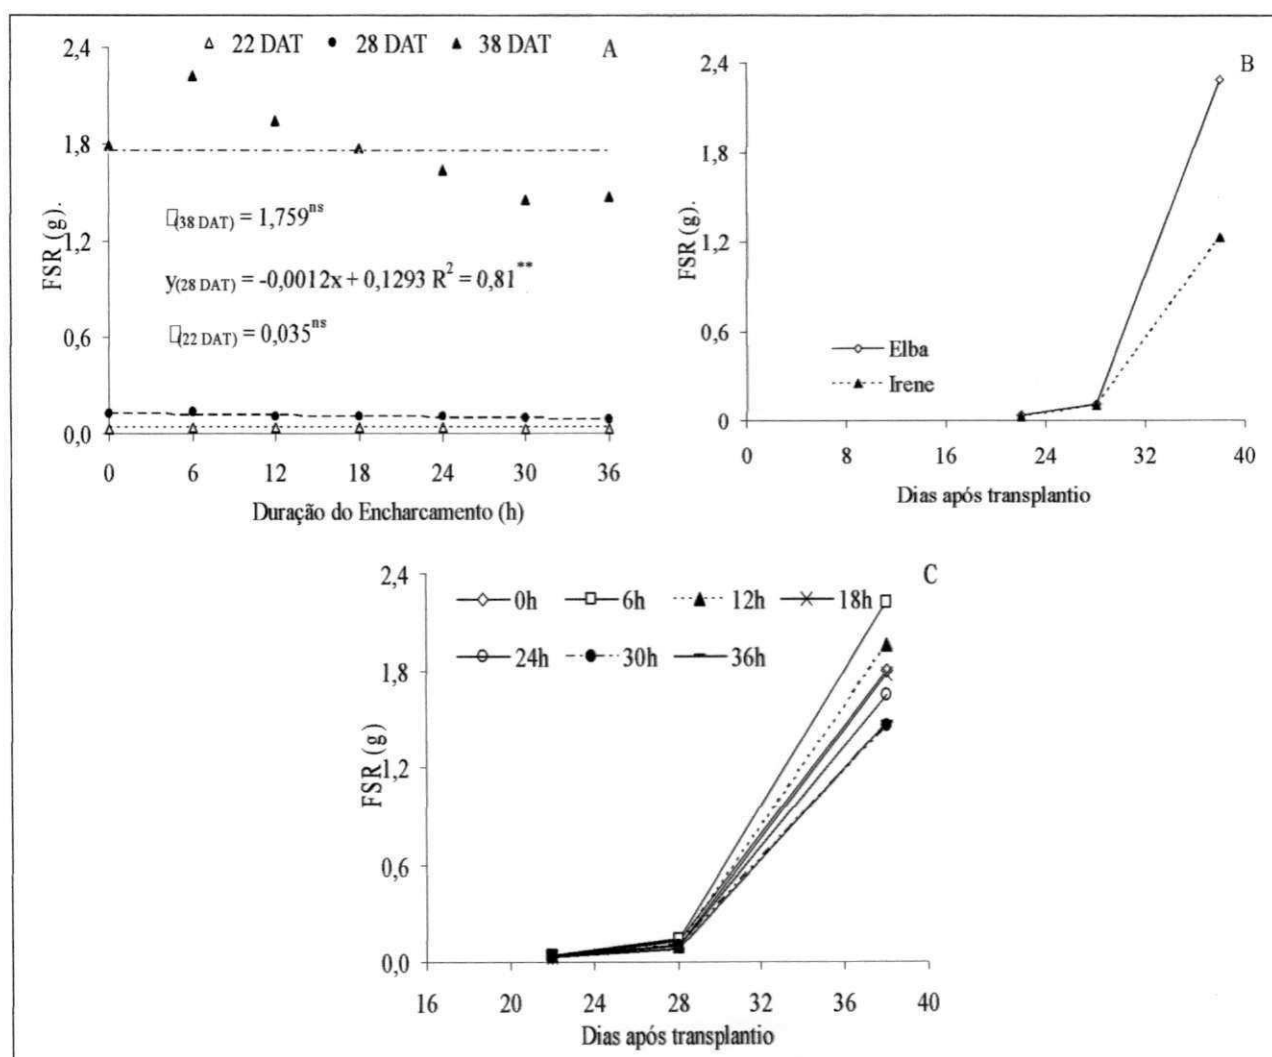 △ 22 DAT ● 28 DAT ▲ 38 DAT A
2,4
1,8
1,2
0,6
0,0
FSR (g).
□(38 DAT) = 1,759ns
y(28 DAT) = -0,0012x + 0,1293 R2 = 0,81**
□(22 DAT) = 0,035ns
0 6 12 18 24 30 36
Duração do Encharcamento (h)
B
2,4
1,8
1,2
0,6
0
FSR (g).
Elba
Irene
0 8 16 24 32 40
Dias após transplantio
C
2,4
1,8
1,2
0,6
0,0
FSR (g)
0h 6h 12h 18h
24h 30h 36h
16 20 24 28 32 36 40
Dias após transplantio